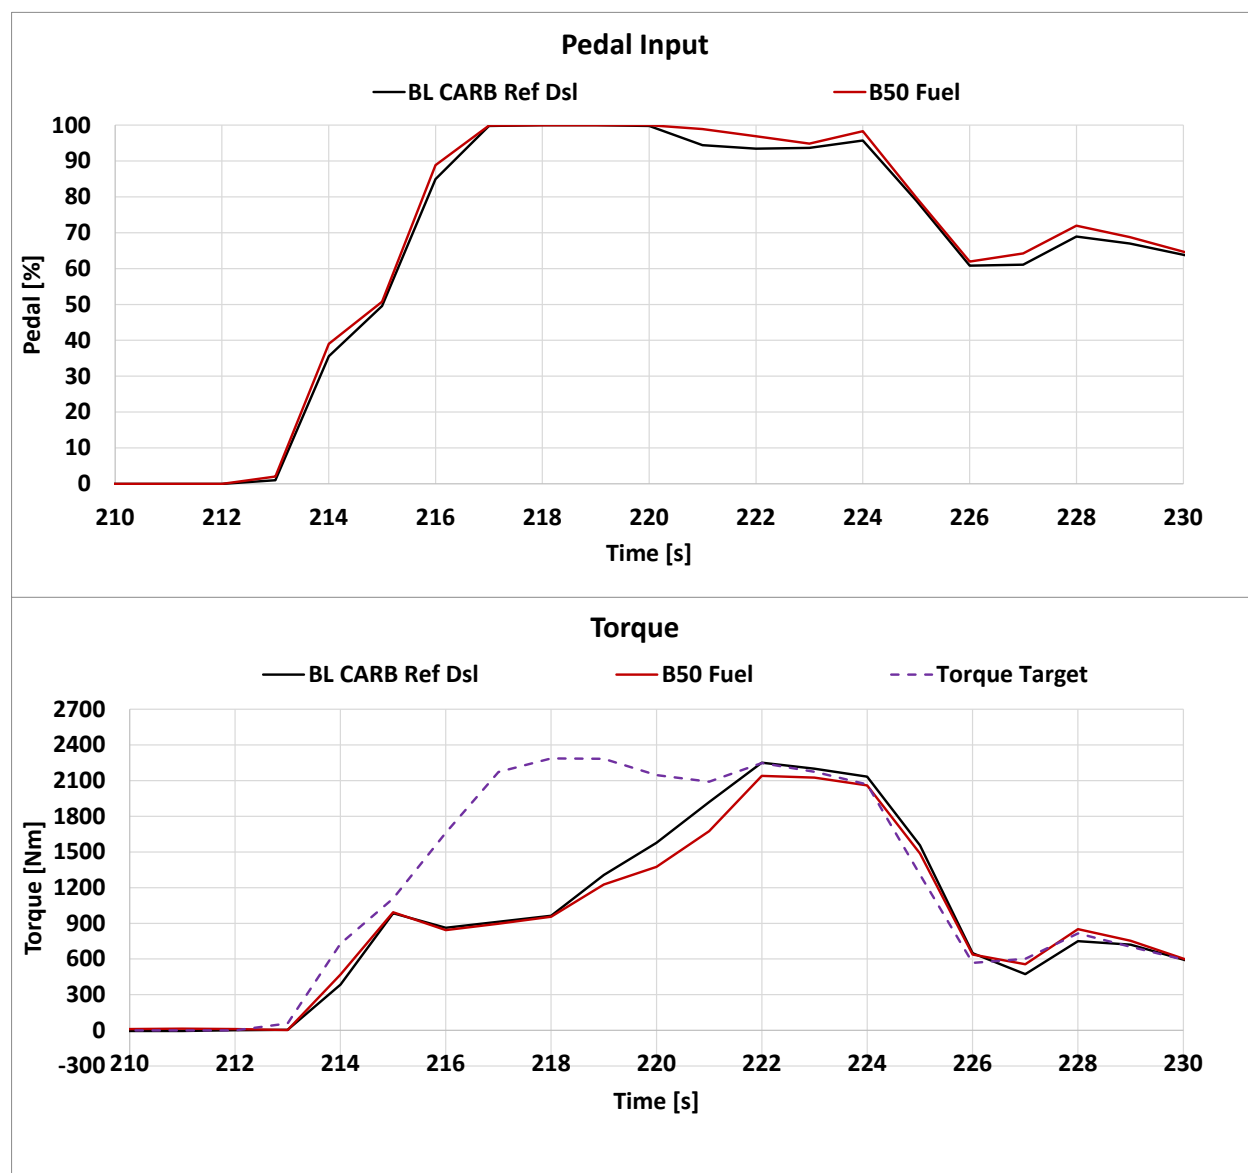 Pedal Input
BL CARB Ref Dsl B50 Fuel
100
90
80
70
60
50
40
30
20
10
0
Pedal [%]
210 212 214 216 218 220 222 224 226 228 230
Time [s]
Torque
BL CARB Ref Dsl B50 Fuel Torque Target
2700
2400
2100
1800
1500
1200
900
600
300
0
-300
Torque [Nm]
210 212 214 216 218 220 222 224 226 228 230
Time [s]